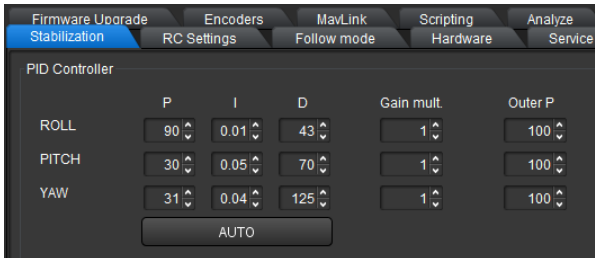 Firmware Upgrade Encoders MavLink Scripting Analyze
Stabilization RC Settings Follow mode Hardware Service
PID Controller
P I D Gain mult. Outer P
ROLL 90 0.01 43 1 100
PITCH 30 0.05 70 1 100
YAW 31 0.04 125 1 100
AUTO